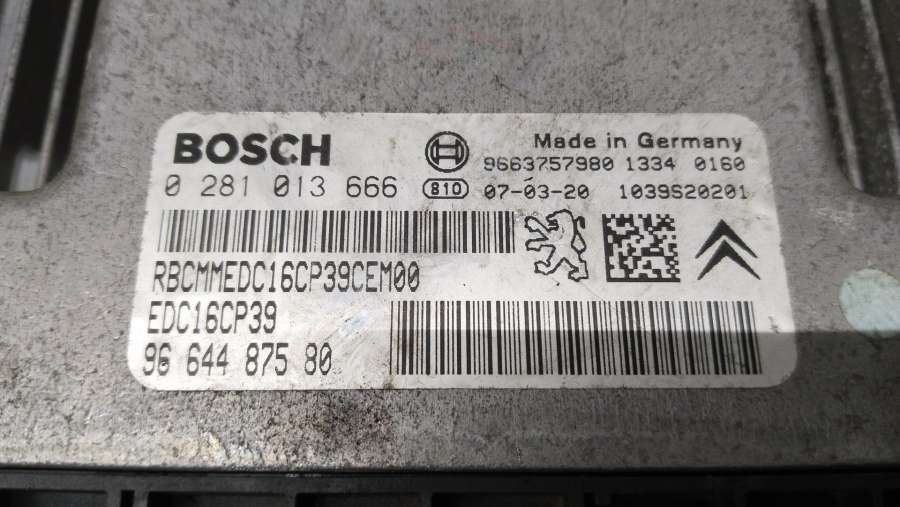 BOSCH
Made in Germany
9663757980 1334 0160
0 281 013 666
810
07-03-20 1039S20201
RBCMMEDC16CP39CEM00
EDC16CP39
96 644 875 80